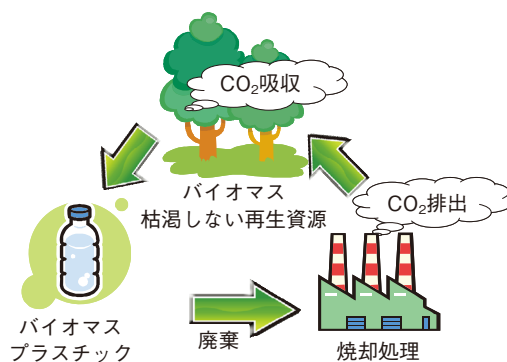 CO₂吸収
バイオマス
枯渇しない再生資源
CO₂排出
バイオマス
プラスチック
廃棄
焼却処理